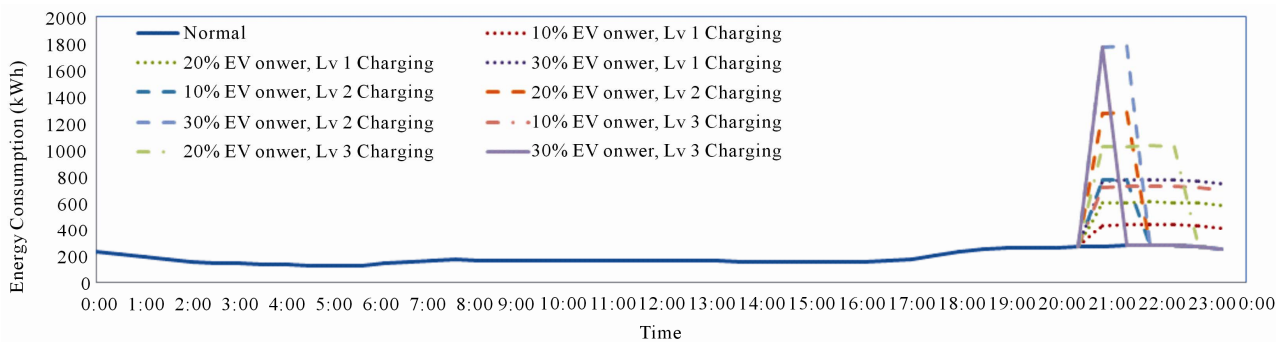 2000
1800
1600
1400
1200
1000
800
600
400
200
0
Energy Consumption (kWh)
Normal
10% EV onwer, Lv 1 Charging
20% EV onwer, Lv 1 Charging
30% EV onwer, Lv 1 Charging
10% EV onwer, Lv 2 Charging
20% EV onwer, Lv 2 Charging
30% EV onwer, Lv 2 Charging
10% EV onwer, Lv 3 Charging
20% EV onwer, Lv 3 Charging
30% EV onwer, Lv 3 Charging
0:00 1:00 2:00 3:00 4:00 5:00 6:00 7:00 8:00 9:00 10:00 11:00 12:00 13:00 14:00 15:00 16:00 17:00 18:00 19:00 20:00 21:00 22:00 23:00 0:00
Time